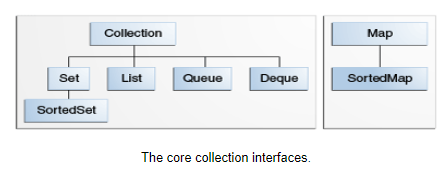 Collection
Map
Set
List
Queue
Deque
SortedMap
SortedSet
The core collection interfaces.